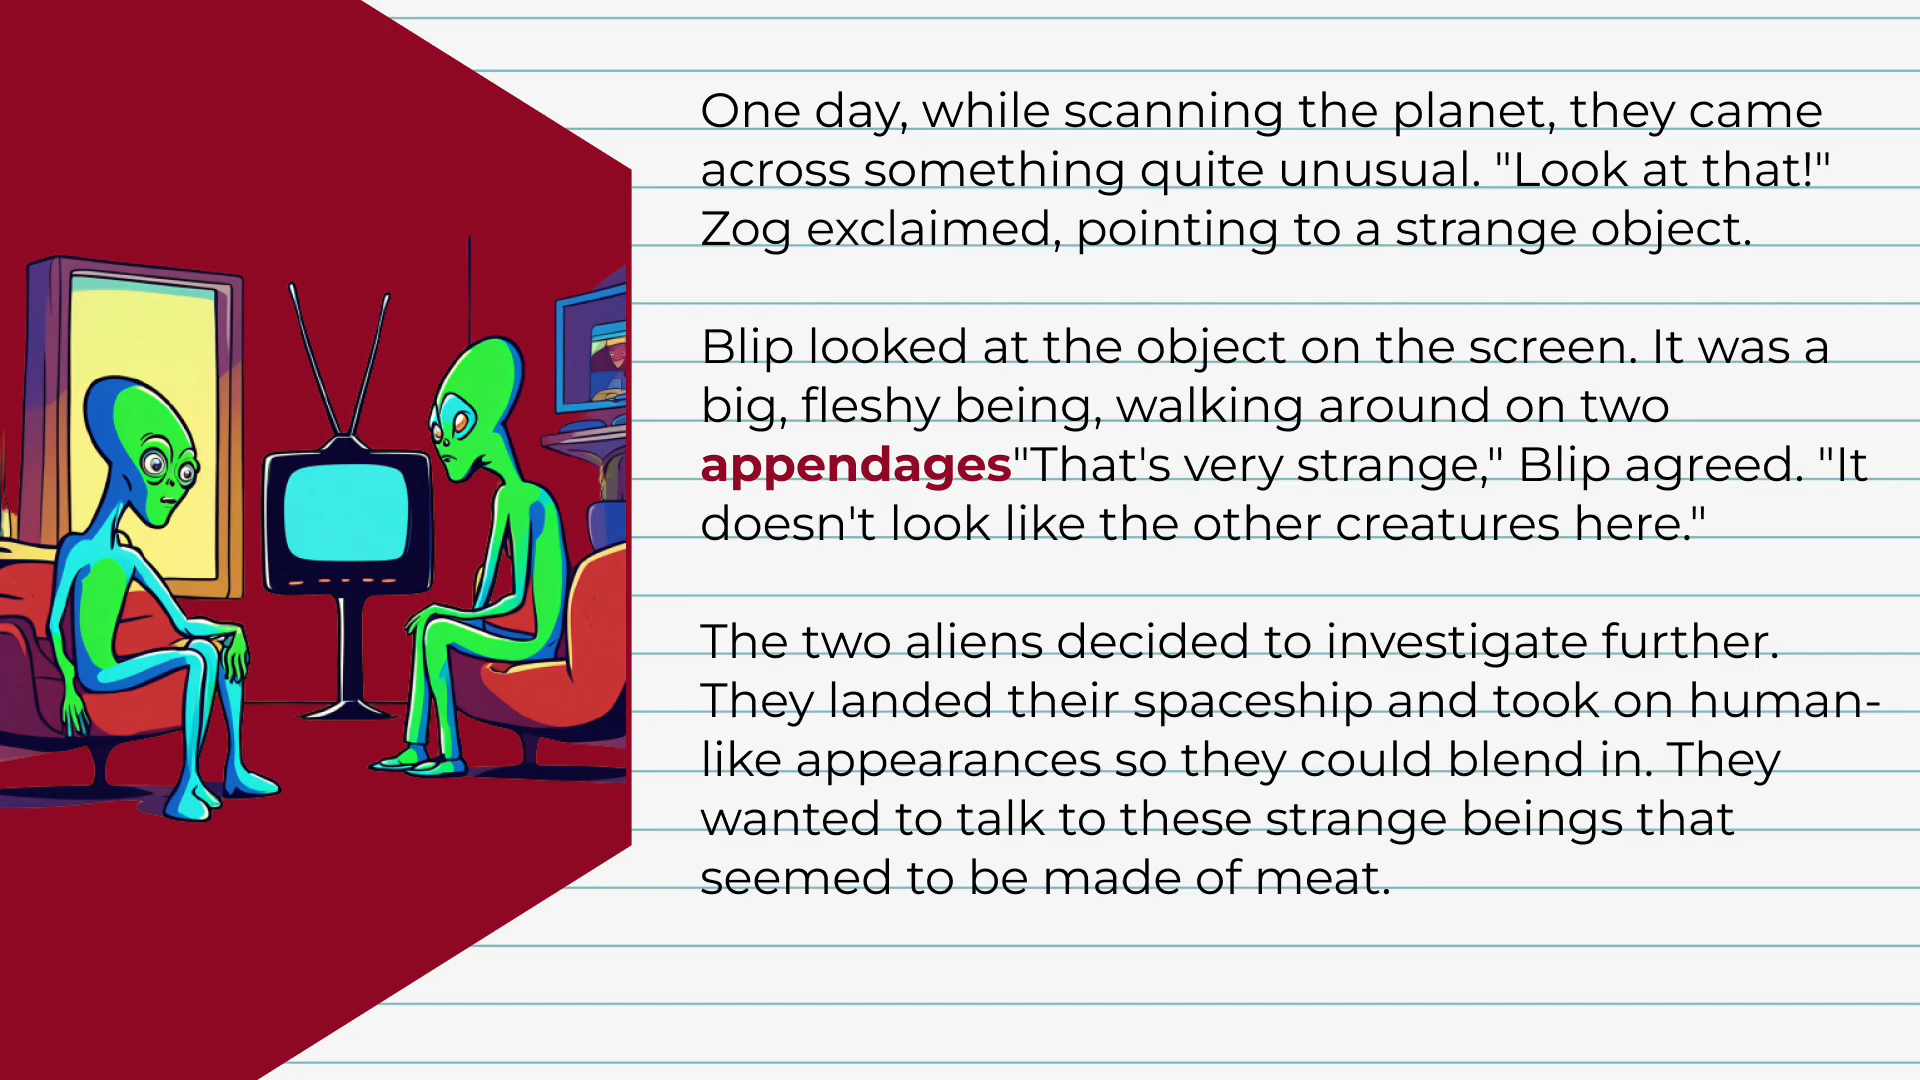 One day, while scanning the planet, they came
across something quite unusual. "Look at that!"
Zog exclaimed, pointing to a strange object.
Blip looked at the object on the screen. It was a
big, fleshy being, walking around on two
appendages"That's very strange," Blip agreed. "It
doesn't look like the other creatures here."
The two aliens decided to investigate further.
They landed their spaceship and took on human-
like appearances so they could blend in. They
wanted to talk to these strange beings that
seemed to be made of meat.